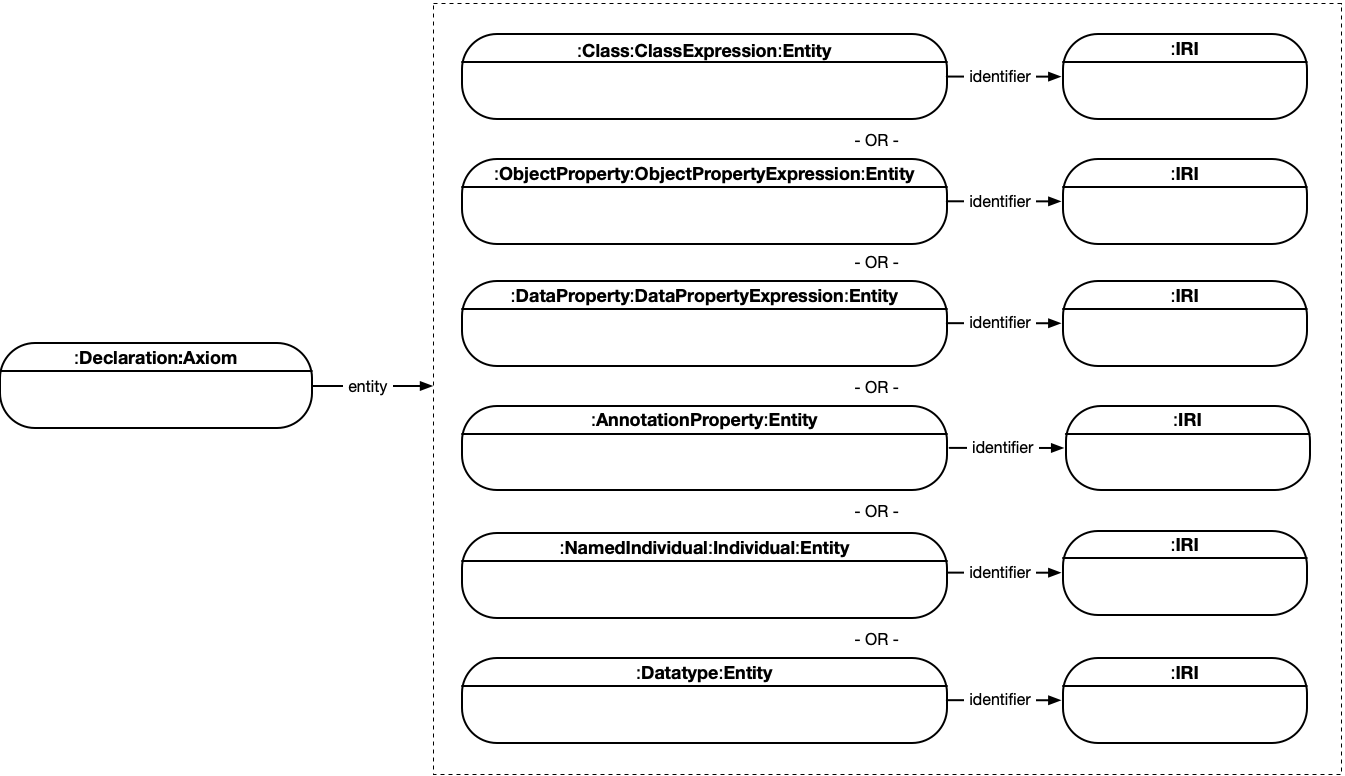 :Class:ClassExpression:Entity
identifier
:IRI
- OR -
:ObjectProperty:ObjectPropertyExpression:Entity
identifier
:IRI
- OR -
:DataProperty:DataPropertyExpression:Entity
identifier
:IRI
:Declaration:Axiom
entity
- OR -
:AnnotationProperty:Entity
identifier
:IRI
- OR -
:NamedIndividual:Individual:Entity
identifier
:IRI
- OR -
:Datatype:Entity
identifier
:IRI